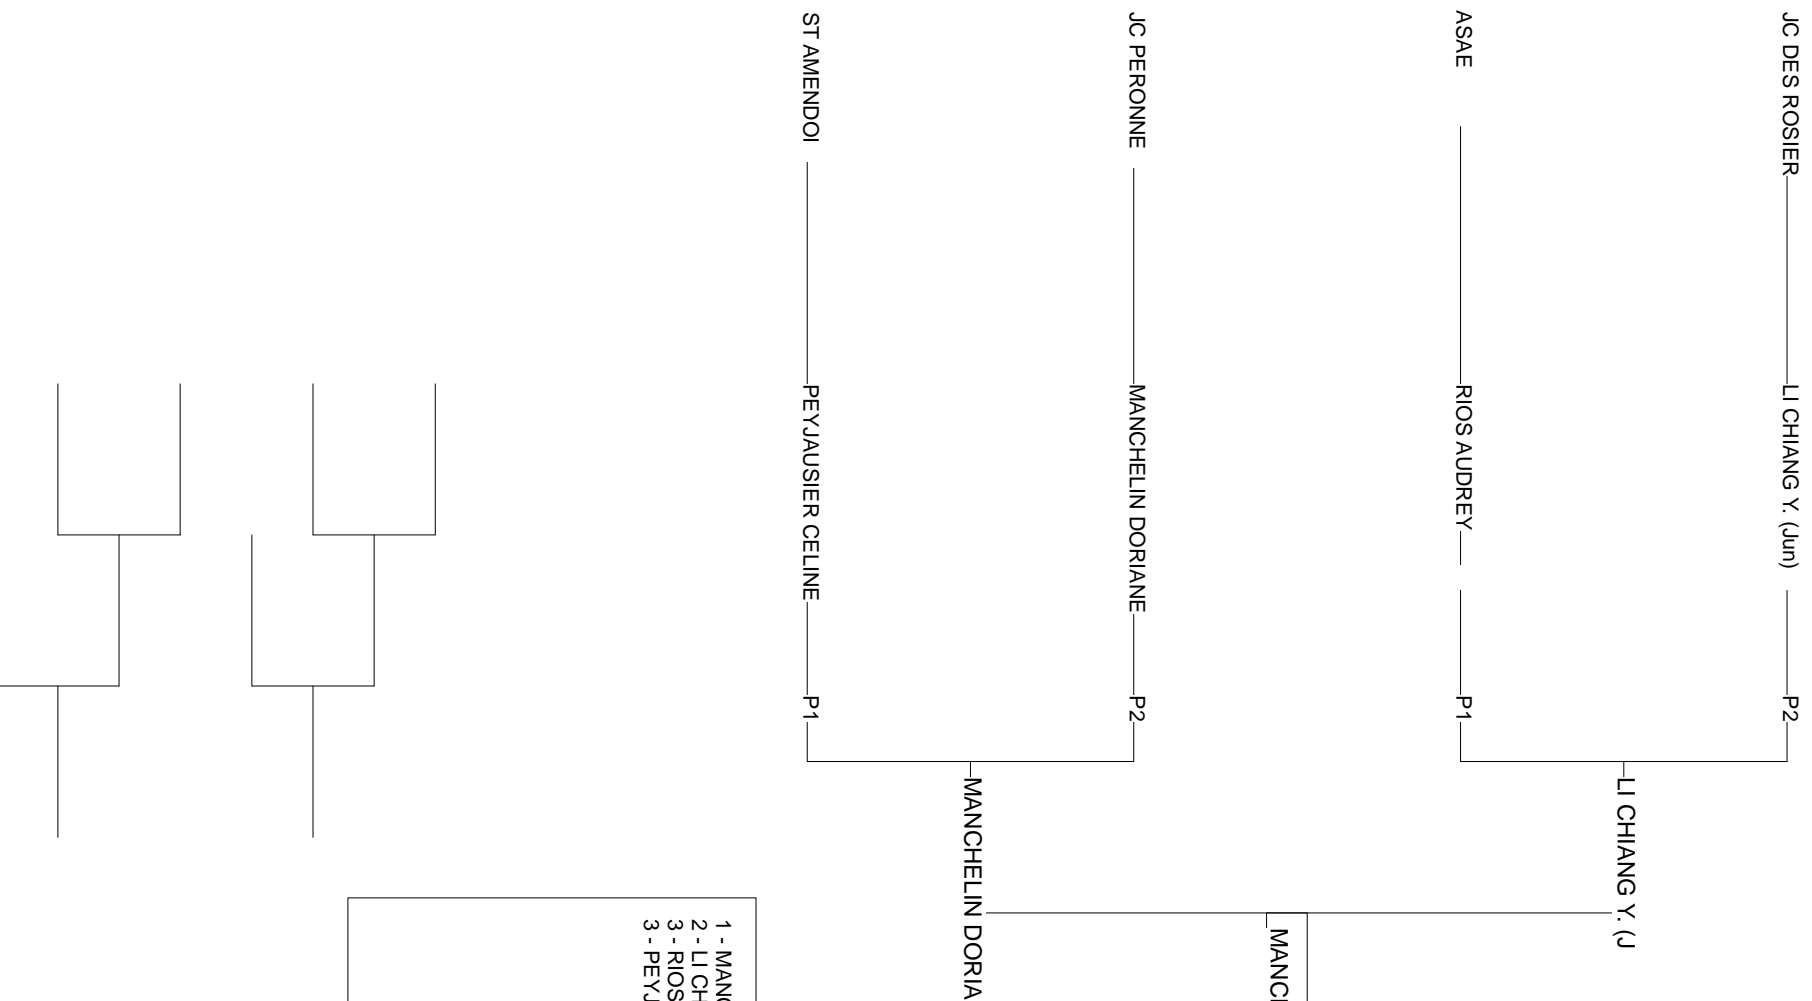 JC DES ROSIER LI CHIANG Y. (Jun) P2
LI CHIANG Y. (J
ASAE RIOS AUDREY P1
MANCH
JC PERONNE MANCHELIN DORIANE P2
MANCHELIN DORIA
ST AMENDOI PEYJAUSIER CELINE P1
1 - MANC
2 - LI CH
3 - RIOS
3 - PEYJ